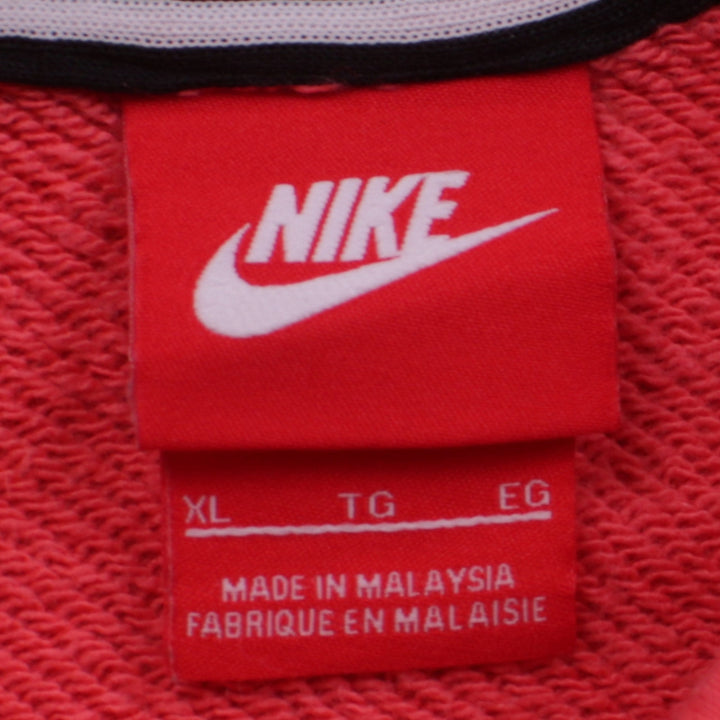 NIKE
XL TG EG
MADE IN MALAYSIA
FABRIQUE EN MALAISIE